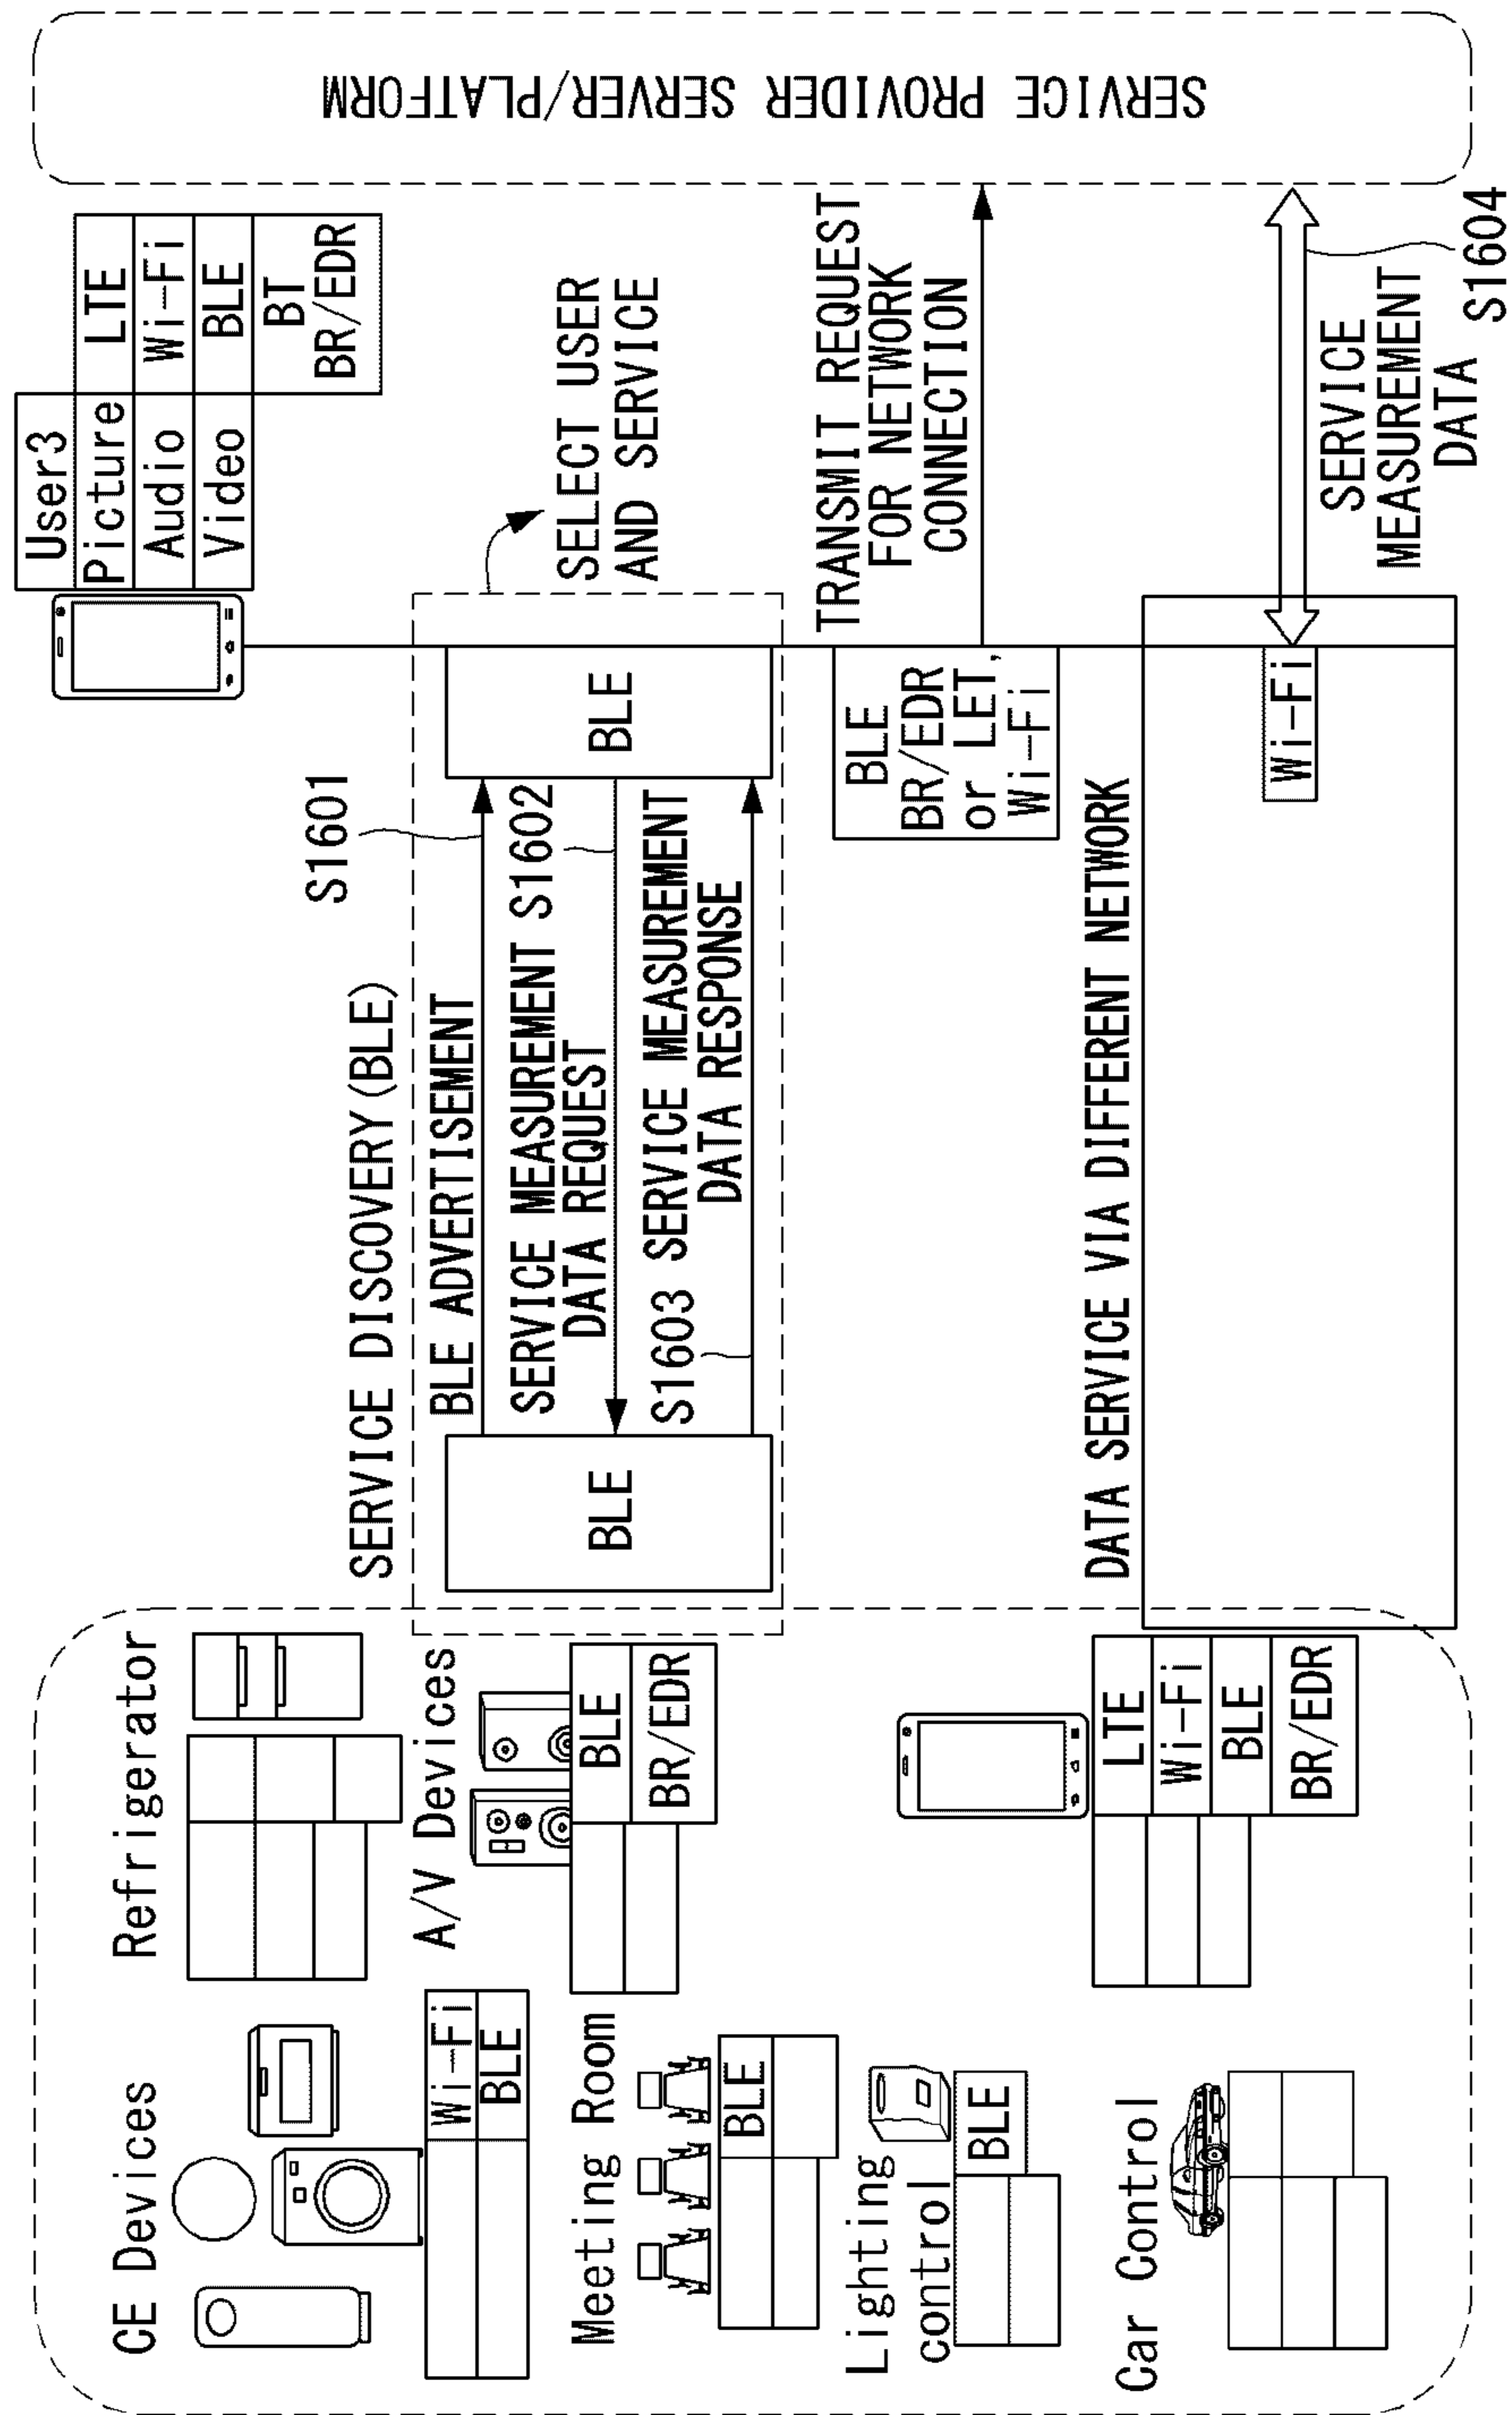 CE Devices
Wi-Fi
BLE
Meeting Room
BLE
Lighting
control
BLE
Car Control
Refrigerator
A/V Devices
BLE
BR/EDR
LTE
Wi-Fi
BLE
BR/EDR
SERVICE DISCOVERY(BLE)
S1601
BLE ADVERTISEMENT
SERVICE MEASUREMENT S1602
DATA REQUEST
S1603 SERVICE MEASUREMENT
DATA RESPONSE
BLE
BLE
User3
Picture
Audio
Video
LTE
Wi-Fi
BLE
BT
BR/EDR
SELECT USER
AND SERVICE
BLE
BR/EDR
or LET,
Wi-Fi
TRANSMIT REQUEST
FOR NETWORK
CONNECTION
DATA SERVICE VIA DIFFERENT NETWORK
Wi-Fi
SERVICE
MEASUREMENT
DATA
S1604
SERVICE PROVIDER SERVER/PLATFORM